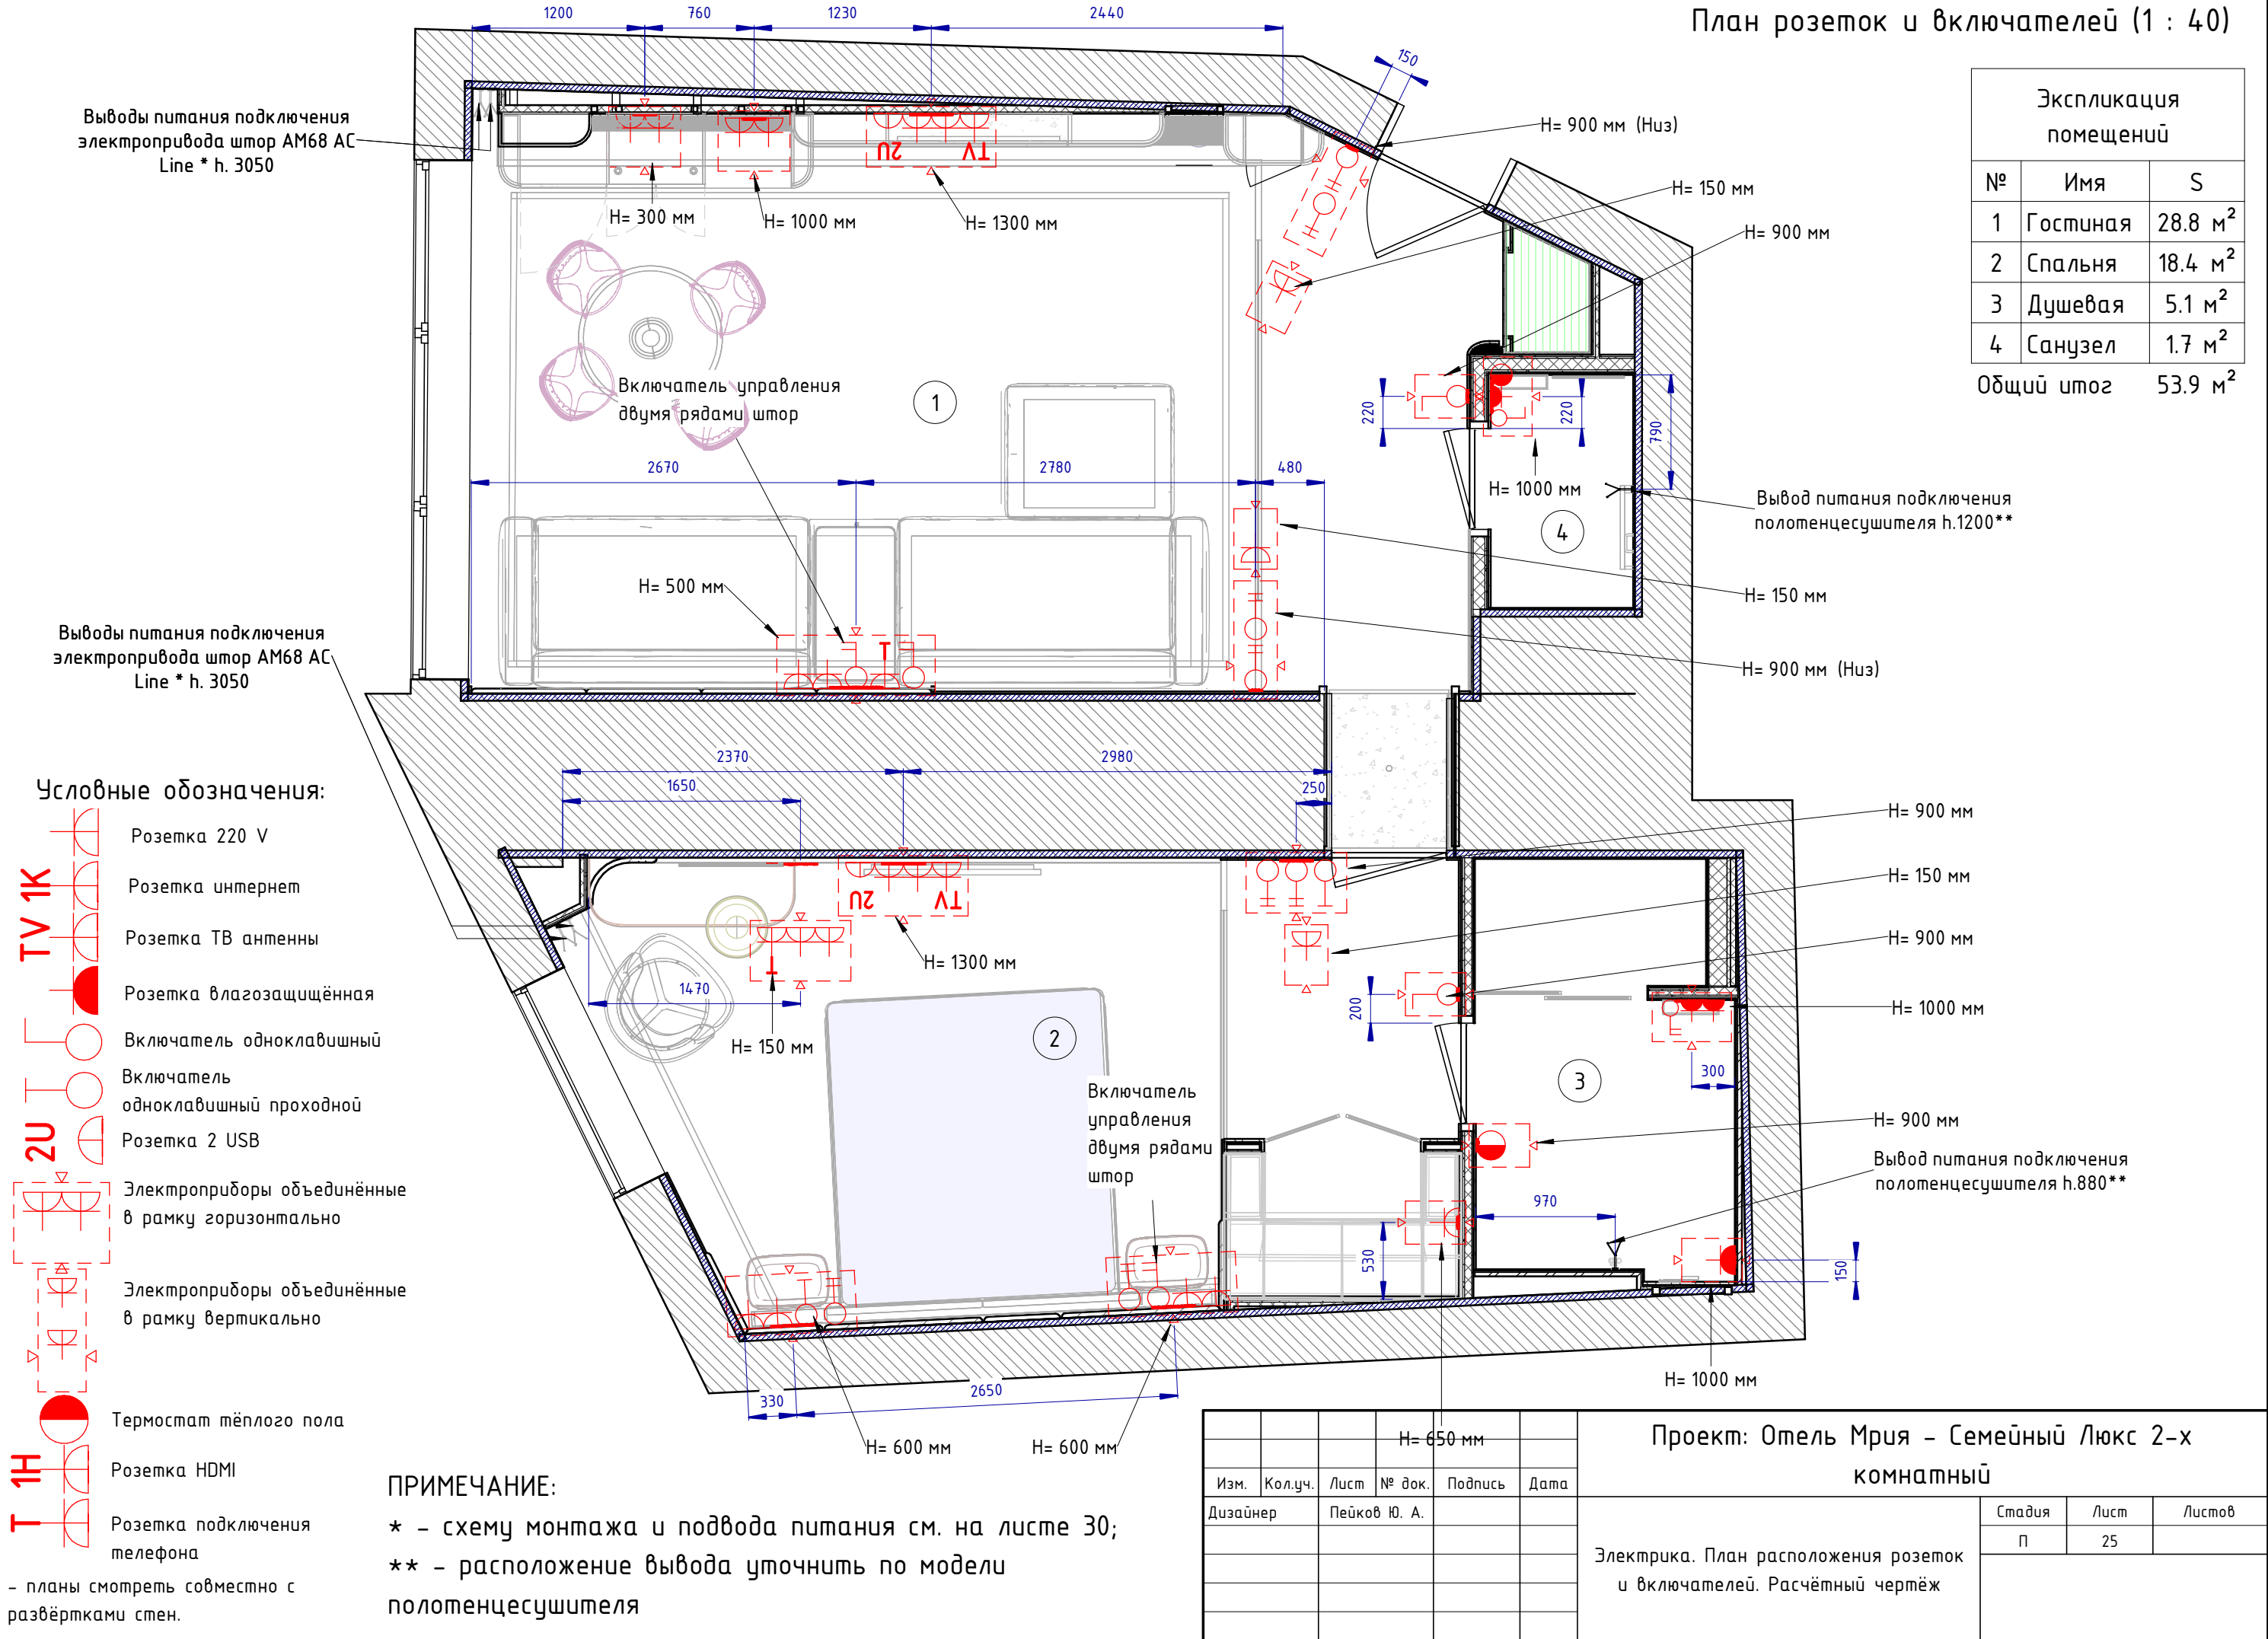 План розеток и включателей (1 : 40)
1200
760
1230
2440
150
Экспликация
помещений
№ Имя S
1 Гостиная 28.8 м²
2 Спальня 18.4 м²
3 Душевая 5.1 м²
4 Санузел 1.7 м²
Общий итог 53.9 м²
Выводы питания подключения
электропривода штор AM68 AC
Line * h. 3050
2U
TV
H= 300 мм
H= 1000 мм
H= 1300 мм
H= 900 мм (Низ)
H= 150 мм
H= 900 мм
Включатель управления
двумя рядами штор
1
220
220
790
2670
2780
480
H= 1000 мм
4
Вывод питания подключения
полотенцесушителя h.1200**
H= 500 мм
T
H= 150 мм
H= 900 мм (Низ)
Выводы питания подключения
электропривода штор AM68 AC
Line * h. 3050
2370
2980
1650
250
2U
TV
H= 1300 мм
T
1470
H= 150 мм
2
H= 900 мм
H= 150 мм
H= 900 мм
200
H= 1000 мм
300
3
Включатель
управления
двумя рядами
штор
H= 900 мм
Вывод питания подключения
полотенцесушителя h.880**
970
530
150
H= 1000 мм
330
2650
H= 600 мм
H= 600 мм
H= 650 мм
Условные обозначения:
Розетка 220 V
1K
Розетка интернет
TV
Розетка ТВ антенны
Розетка влагозащищённая
Включатель одноклавишный
Включатель
одноклавишный проходной
2U
Розетка 2 USB
Электроприборы объединённые
в рамку горизонтально
Электроприборы объединённые
в рамку вертикально
Термостат тёплого пола
1H
Розетка HDMI
T
Розетка подключения
телефона
- планы смотреть совместно с
развёртками стен.
ПРИМЕЧАНИЕ:
* - схему монтажа и подвода питания см. на листе 30;
** - расположение вывода уточнить по модели
полотенцесушителя
Изм. Кол.уч. Лист № док. Подпись Дата
Дизайнер Пейков Ю. А.
Проект: Отель Мрия - Семейный Люкс 2-х
комнатный
Электрика. План расположения розеток
и включателей. Расчётный чертёж
Стадия Лист Листов
П 25